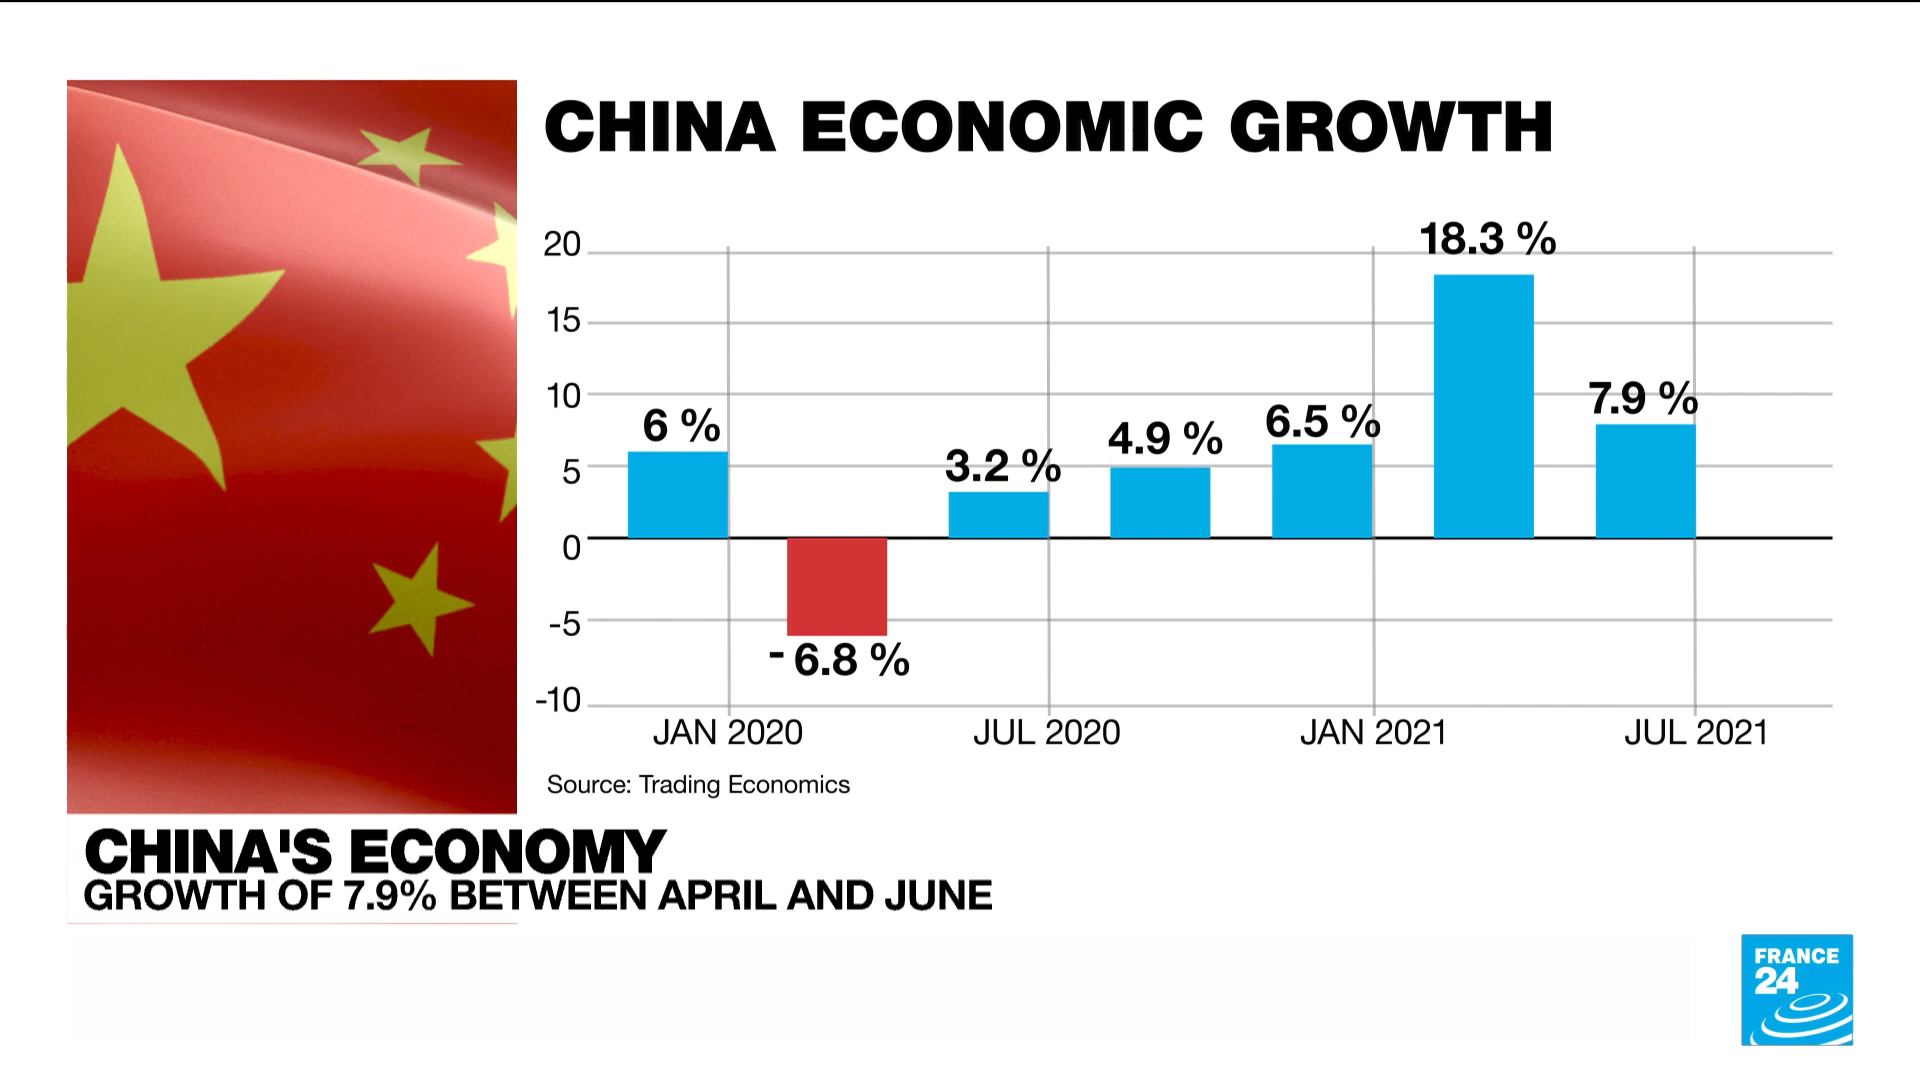 CHINA ECONOMIC GROWTH
20
15
10
5
0
-5
-10
6 %
- 6.8 %
3.2 %
4.9 %
6.5 %
18.3 %
7.9 %
JAN 2020
JUL 2020
JAN 2021
JUL 2021
Source: Trading Economics
CHINA'S ECONOMY
GROWTH OF 7.9% BETWEEN APRIL AND JUNE
FRANCE
24